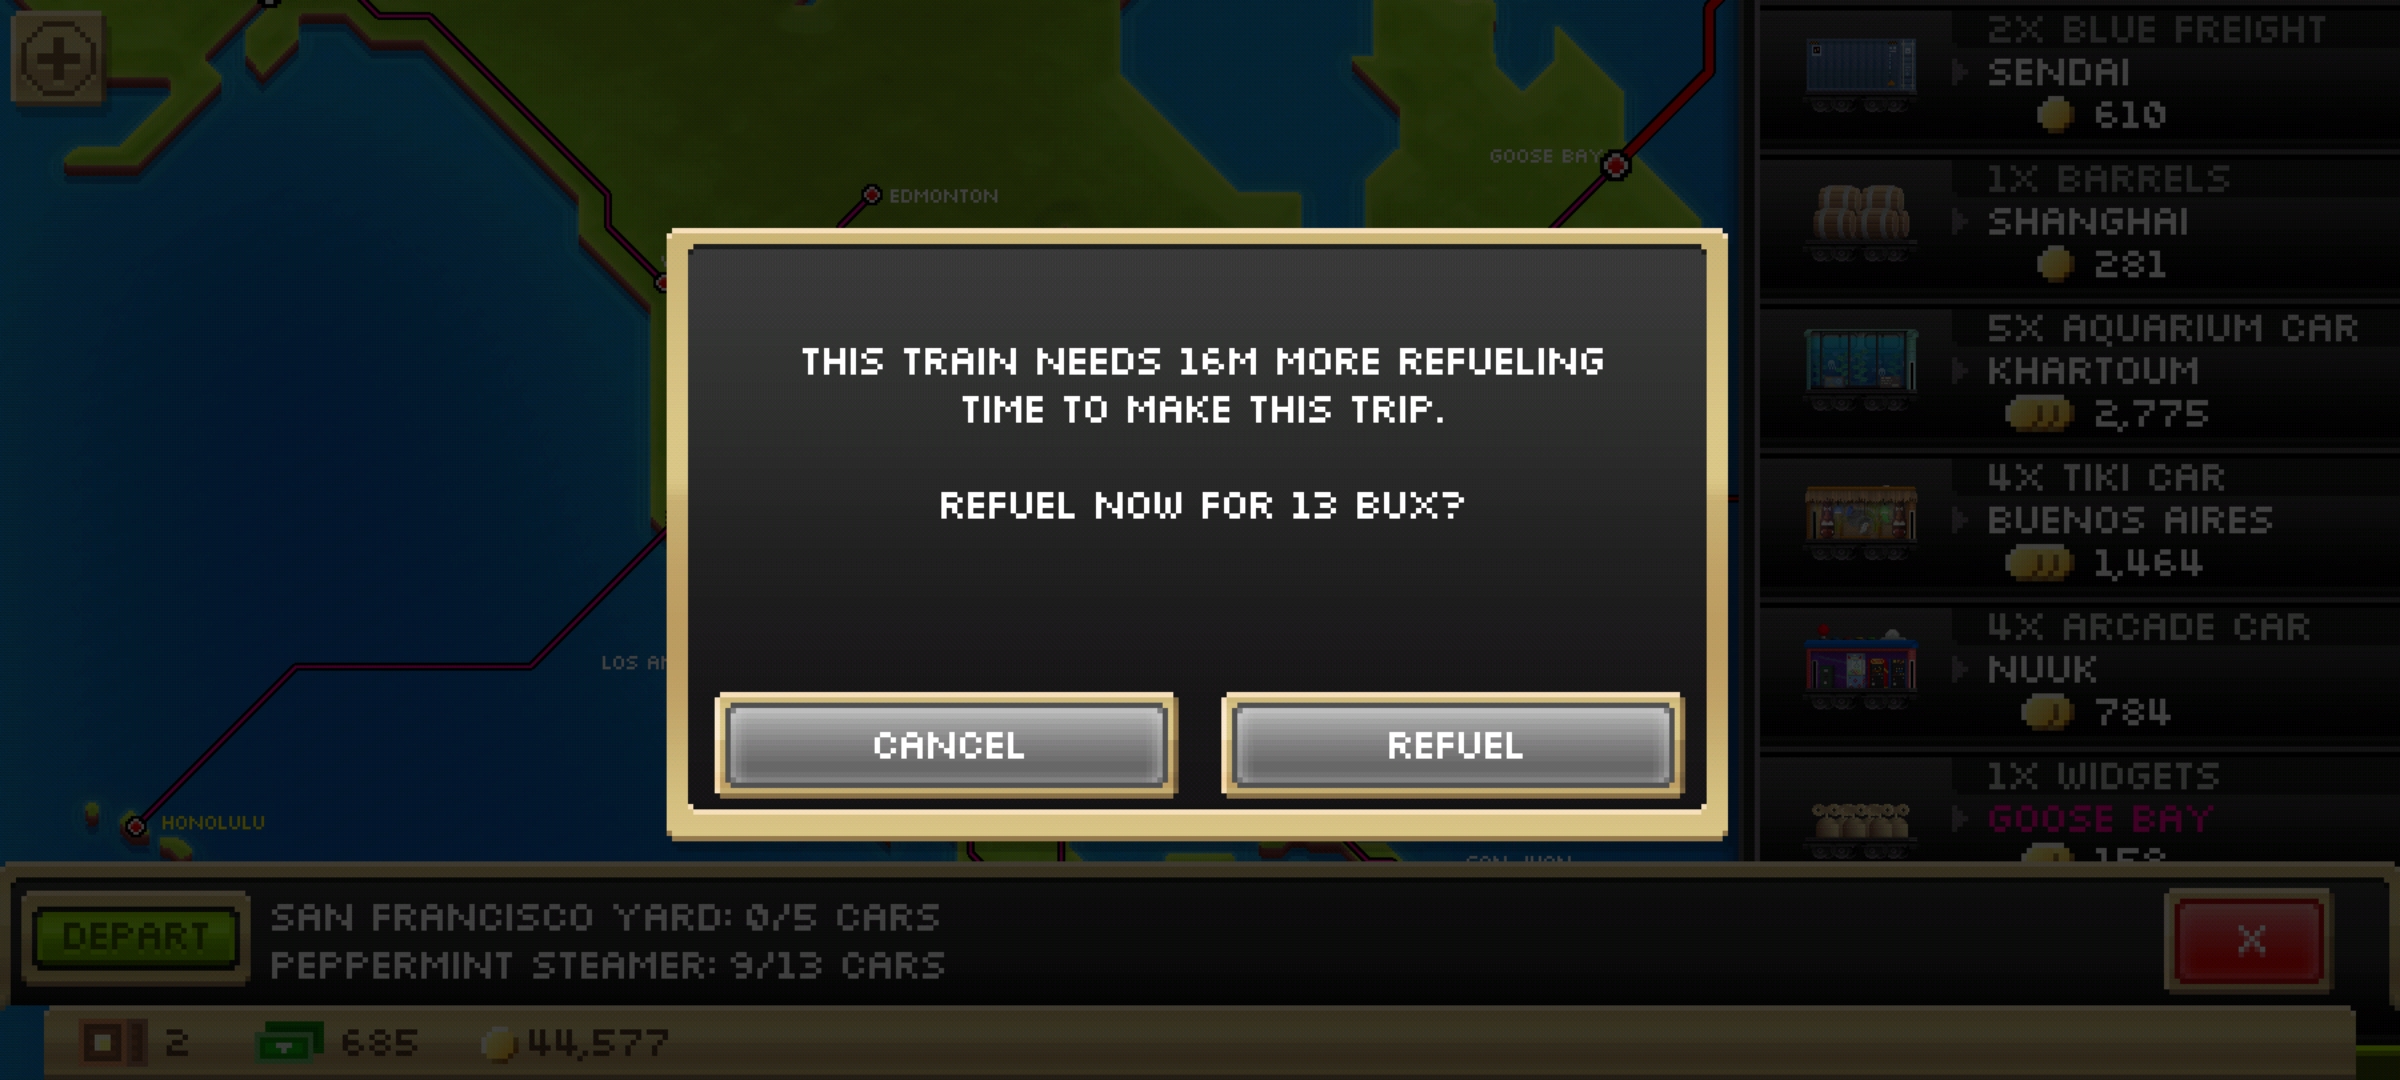 2X BLUE FREIGHT
SENDAI
610
1X BARRELS
SHANGHAI
281
5X AQUARIUM CAR
KHARTOUM
2,775
4X TIKI CAR
BUENOS AIRES
1,464
4X ARCADE CAR
NUUK
784
1X WIDGETS
GOOSE BAY
GOOSE BAY
EDMONTON
LOS AN
HONOLULU
SAN JUAN
THIS TRAIN NEEDS 16M MORE REFUELING
TIME TO MAKE THIS TRIP.
REFUEL NOW FOR 13 BUX?
CANCEL
REFUEL
DEPART
SAN FRANCISCO YARD: 0/5 CARS
PEPPERMINT STEAMER: 9/13 CARS
X
2
685
44,577